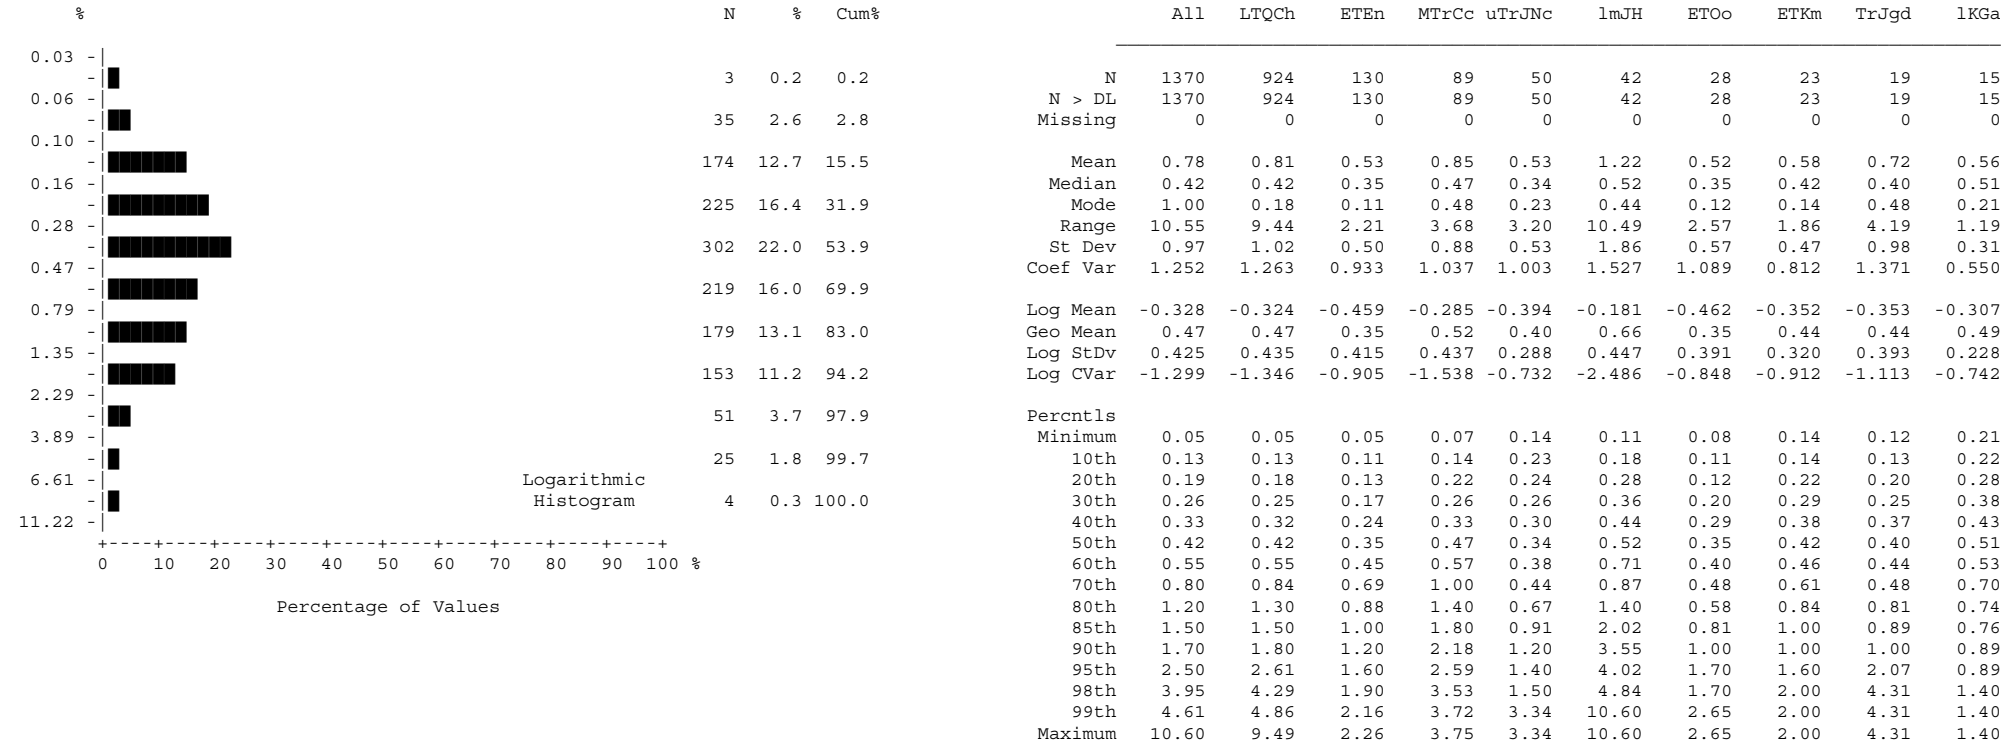 % N % Cum%
0.03 -|
-| 3 0.2 0.2
0.06 -|
-| 35 2.6 2.8
0.10 -|
-| 174 12.7 15.5
0.16 -|
-| 225 16.4 31.9
0.28 -|
-| 302 22.0 53.9
0.47 -|
-| 219 16.0 69.9
0.79 -|
-| 179 13.1 83.0
1.35 -|
-| 153 11.2 94.2
2.29 -|
-| 51 3.7 97.9
3.89 -|
-| 25 1.8 99.7
6.61 -| Logarithmic
-| Histogram 4 0.3 100.0
11.22 -|
+----+----+----+----+----+----+----+----+----+----+
0 10 20 30 40 50 60 70 80 90 100 %
Percentage of Values
All LTQCh ETEn MTrCc uTrJNc lmJH ETOo ETKm TrJgd lKGa
N 1370 924 130 89 50 42 28 23 19 15
N > DL 1370 924 130 89 50 42 28 23 19 15
Missing 0 0 0 0 0 0 0 0 0 0
Mean 0.78 0.81 0.53 0.85 0.53 1.22 0.52 0.58 0.72 0.56
Median 0.42 0.42 0.35 0.47 0.34 0.52 0.35 0.42 0.40 0.51
Mode 1.00 0.18 0.11 0.48 0.23 0.44 0.12 0.14 0.48 0.21
Range 10.55 9.44 2.21 3.68 3.20 10.49 2.57 1.86 4.19 1.19
St Dev 0.97 1.02 0.50 0.88 0.53 1.86 0.57 0.47 0.98 0.31
Coef Var 1.252 1.263 0.933 1.037 1.003 1.527 1.089 0.812 1.371 0.550
Log Mean -0.328 -0.324 -0.459 -0.285 -0.394 -0.181 -0.462 -0.352 -0.353 -0.307
Geo Mean 0.47 0.47 0.35 0.52 0.40 0.66 0.35 0.44 0.44 0.49
Log StDv 0.425 0.435 0.415 0.437 0.288 0.447 0.391 0.320 0.393 0.228
Log CVar -1.299 -1.346 -0.905 -1.538 -0.732 -2.486 -0.848 -0.912 -1.113 -0.742
Percntls
Minimum 0.05 0.05 0.05 0.07 0.14 0.11 0.08 0.14 0.12 0.21
10th 0.13 0.13 0.11 0.14 0.23 0.18 0.11 0.14 0.13 0.22
20th 0.19 0.18 0.13 0.22 0.24 0.28 0.12 0.22 0.20 0.28
30th 0.26 0.25 0.17 0.26 0.26 0.36 0.20 0.29 0.25 0.38
40th 0.33 0.32 0.24 0.33 0.30 0.44 0.29 0.38 0.37 0.43
50th 0.42 0.42 0.35 0.47 0.34 0.52 0.35 0.42 0.40 0.51
60th 0.55 0.55 0.45 0.57 0.38 0.71 0.40 0.46 0.44 0.53
70th 0.80 0.84 0.69 1.00 0.44 0.87 0.48 0.61 0.48 0.70
80th 1.20 1.30 0.88 1.40 0.67 1.40 0.58 0.84 0.81 0.74
85th 1.50 1.50 1.00 1.80 0.91 2.02 0.81 1.00 0.89 0.76
90th 1.70 1.80 1.20 2.18 1.20 3.55 1.00 1.00 1.00 0.89
95th 2.50 2.61 1.60 2.59 1.40 4.02 1.70 1.60 2.07 0.89
98th 3.95 4.29 1.90 3.53 1.50 4.84 1.70 2.00 4.31 1.40
99th 4.61 4.86 2.16 3.72 3.34 10.60 2.65 2.00 4.31 1.40
Maximum 10.60 9.49 2.26 3.75 3.34 10.60 2.65 2.00 4.31 1.40